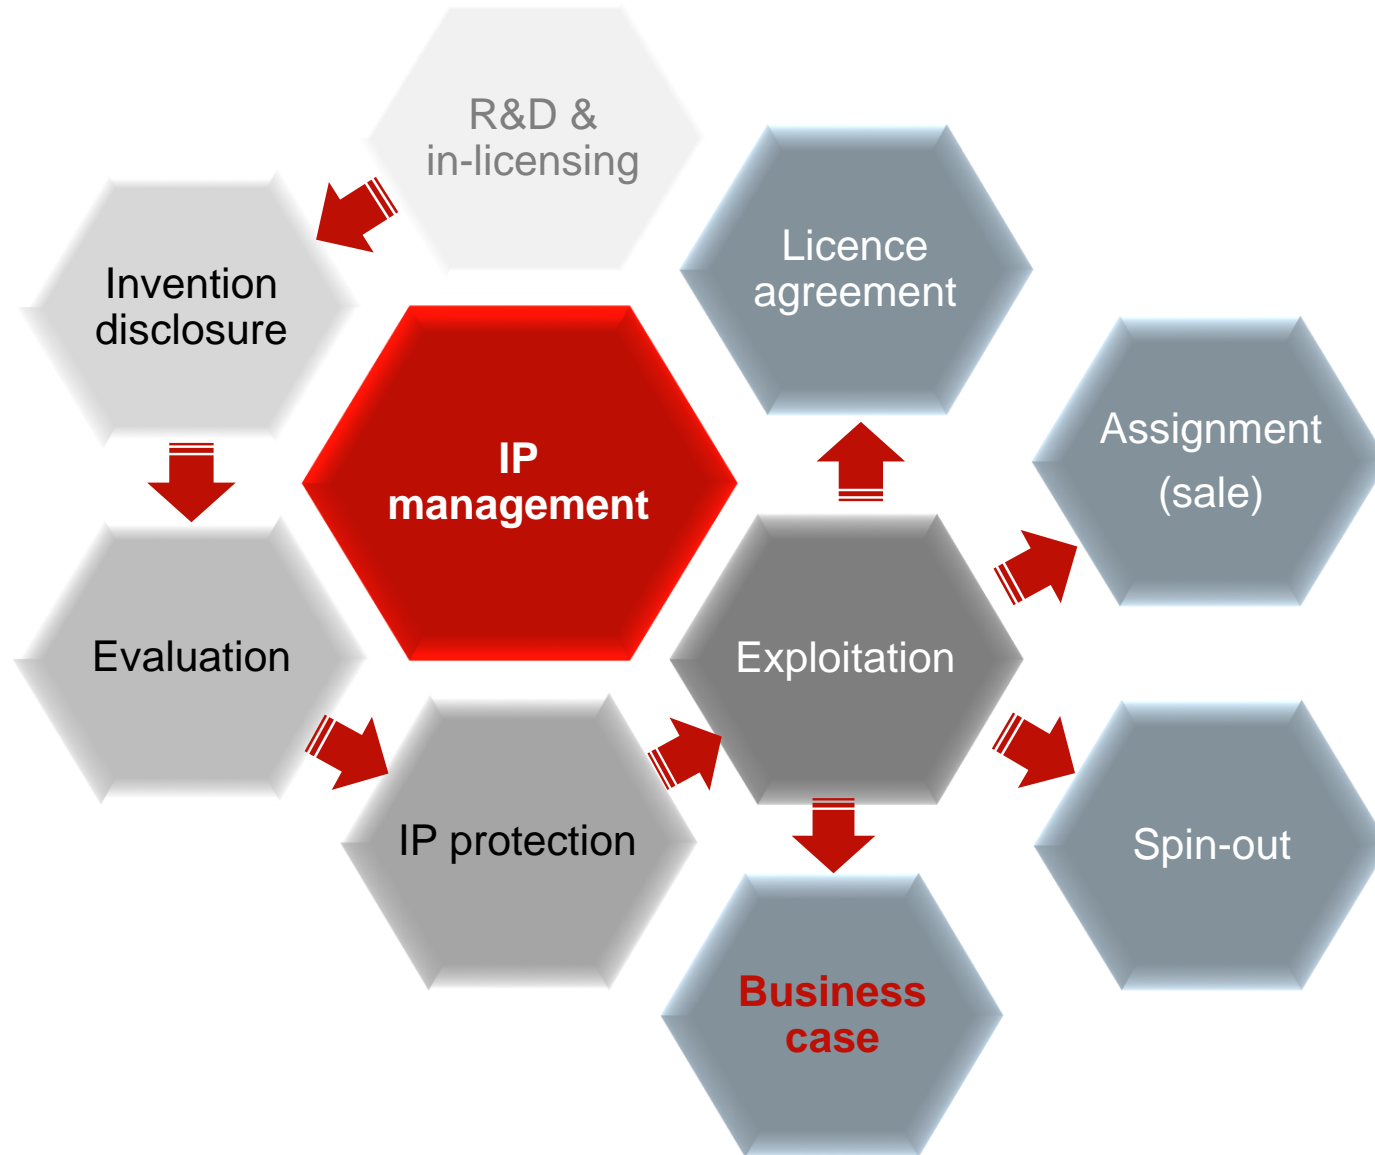 R&D &
in-licensing
Invention
disclosure
Licence
agreement
IP
management
Assignment
(sale)
Evaluation
Exploitation
IP protection
Spin-out
Business
case